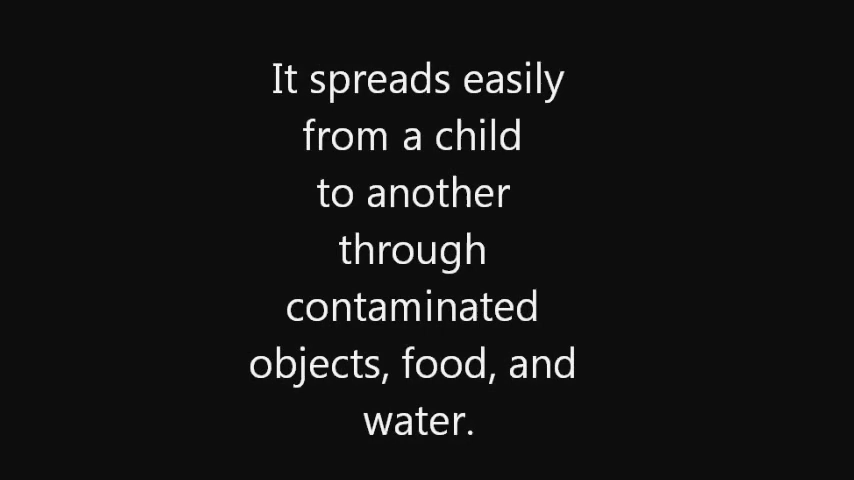 It spreads easily
from a child
to another
through
contaminated
objects, food, and
water.